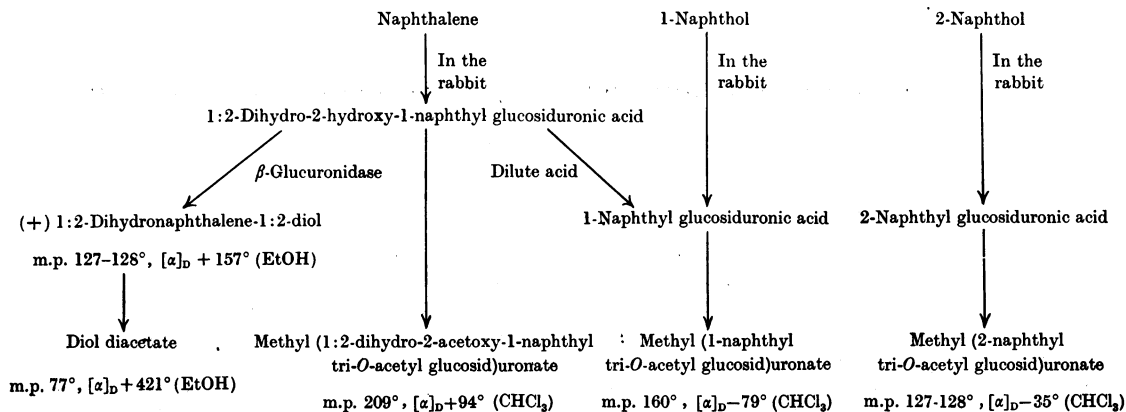 Naphthalene
1-Naphthol
2-Naphthol
In the
rabbit
In the
rabbit
In the
rabbit
1:2-Dihydro-2-hydroxy-1-naphthyl glucosiduronic acid
β-Glucuronidase
Dilute acid
(+) 1:2-Dihydronaphthalene-1:2-diol
m.p. 127–128°, [α]D + 157° (EtOH)
1-Naphthyl glucosiduronic acid
2-Naphthyl glucosiduronic acid
Diol diacetate
m.p. 77°, [α]D+421° (EtOH)
Methyl (1:2-dihydro-2-acetoxy-1-naphthyl
tri-O-acetyl glucosid)uronate
m.p. 209°, [α]D+94° (CHCl3)
Methyl (1-naphthyl
tri-O-acetyl glucosid)uronate
m.p. 160°, [α]D−79° (CHCl3)
Methyl (2-naphthyl
tri-O-acetyl glucosid)uronate
m.p. 127-128°, [α]D−35° (CHCl3)